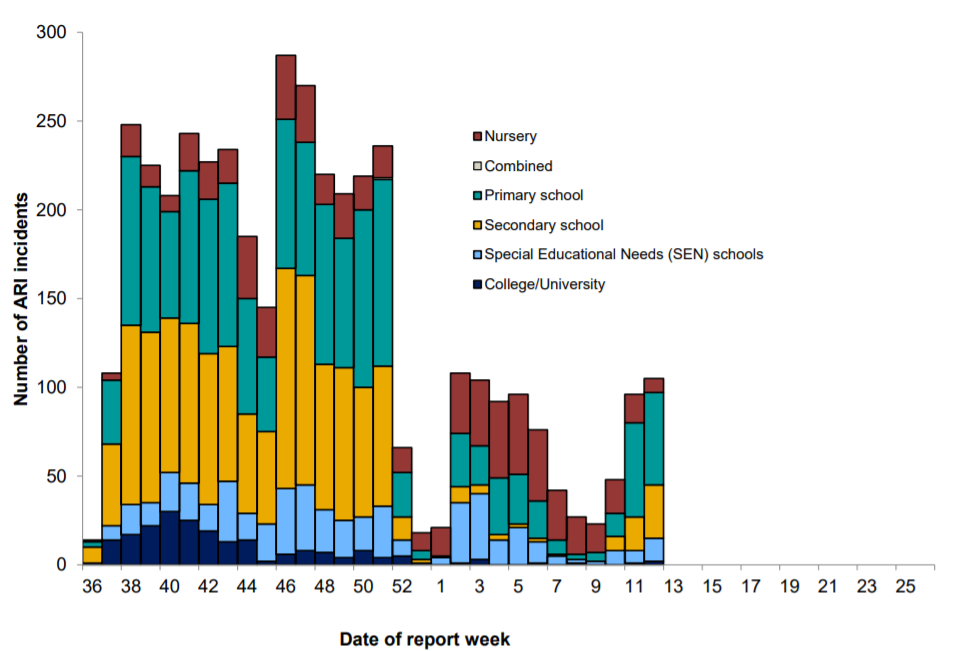 300
250
200
150
100
50
0
Number of ARI incidents
Nursery
Combined
Primary school
Secondary school
Special Educational Needs (SEN) schools
College/University
36 38 40 42 44 46 48 50 52 1 3 5 7 9 11 13 15 17 19 21 23 25
Date of report week